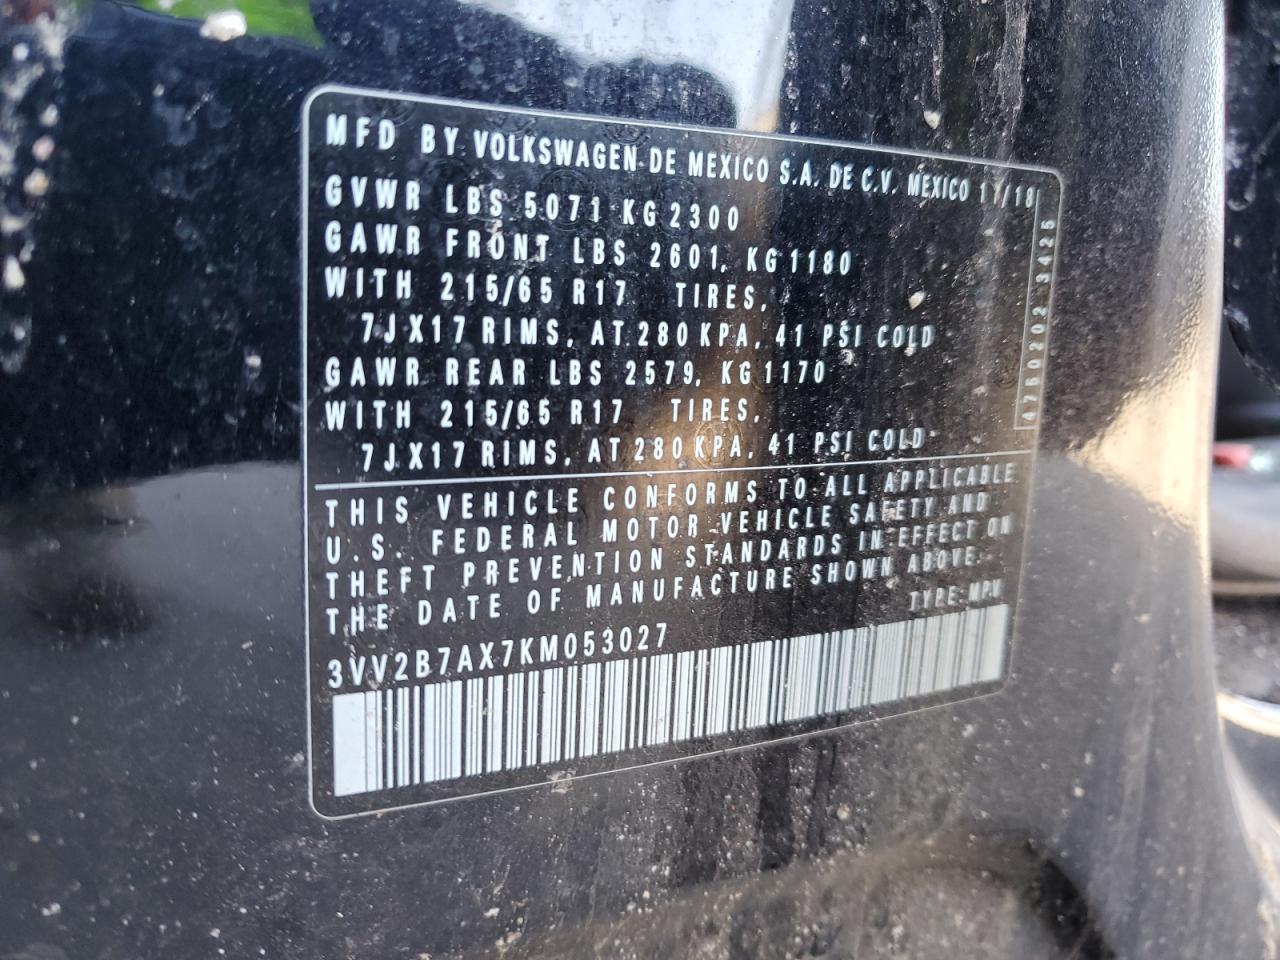 MFD BY VOLKSWAGEN DE MEXICO S.A. DE C.V. MEXICO 11/18
GVWR LBS 5071 KG 2300
GAWR FRONT LBS 2601, KG 1180
WITH 215/65 R17 TIRES,
7JX17 RIMS, AT 280 KPA, 41 PSI COLD
GAWR REAR LBS 2579, KG 1170
WITH 215/65 R17 TIRES,
7JX17 RIMS, AT 280 KPA, 41 PSI COLD
4760202 3425
THIS VEHICLE CONFORMS TO ALL APPLICABLE
U.S. FEDERAL MOTOR VEHICLE SAFETY AND
THEFT PREVENTION STANDARDS IN EFFECT ON
THE DATE OF MANUFACTURE SHOWN ABOVE.
TYPE: MPV
3VV2B7AX7KM053027